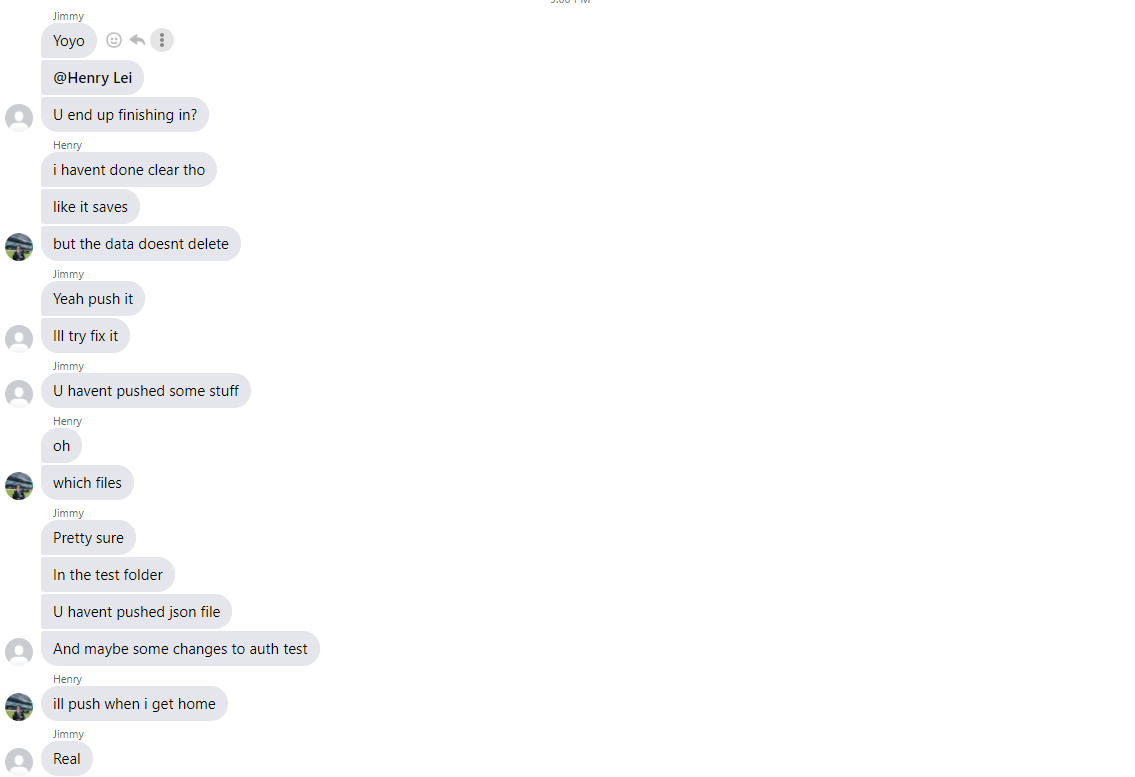 Jimmy
Yoyo
@Henry Lei
U end up finishing in?
Henry
i havent done clear tho
like it saves
but the data doesnt delete
Jimmy
Yeah push it
Ill try fix it
Jimmy
U havent pushed some stuff
Henry
oh
which files
Jimmy
Pretty sure
In the test folder
U havent pushed json file
And maybe some changes to auth test
Henry
ill push when i get home
Jimmy
Real